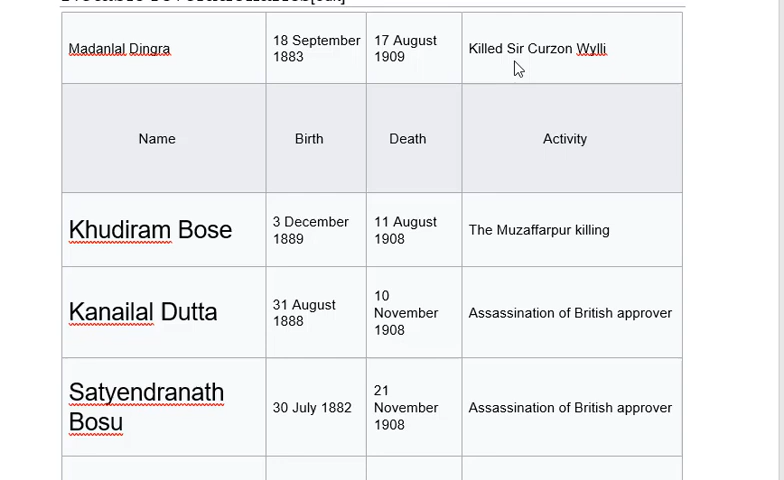 Madanlal Dingra
18 September
1883
17 August
1909
Killed Sir Curzon Wylli
Name
Birth
Death
Activity
Khudiram Bose
3 December
1889
11 August
1908
The Muzaffarpur killing
Kanailal Dutta
31 August
1888
10
November
1908
Assassination of British approver
Satyendranath
Bosu
30 July 1882
21
November
1908
Assassination of British approver